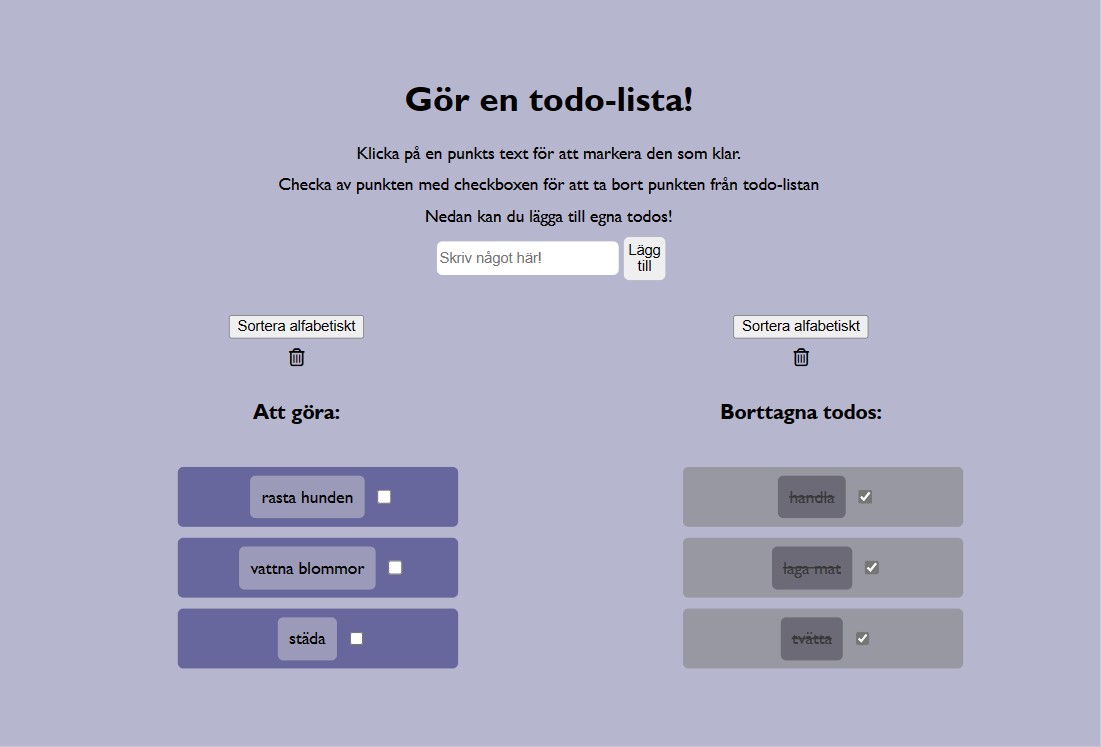 Gör en todo-lista!
Klicka på en punkts text för att markera den som klar.
Checka av punkten med checkboxen för att ta bort punkten från todo-listan
Nedan kan du lägga till egna todos!
Skriv något här!
Lägg
till
Sortera alfabetiskt
Att göra:
rasta hunden
vattna blommor
städa
Sortera alfabetiskt
Borttagna todos:
handla
laga mat
tvätta